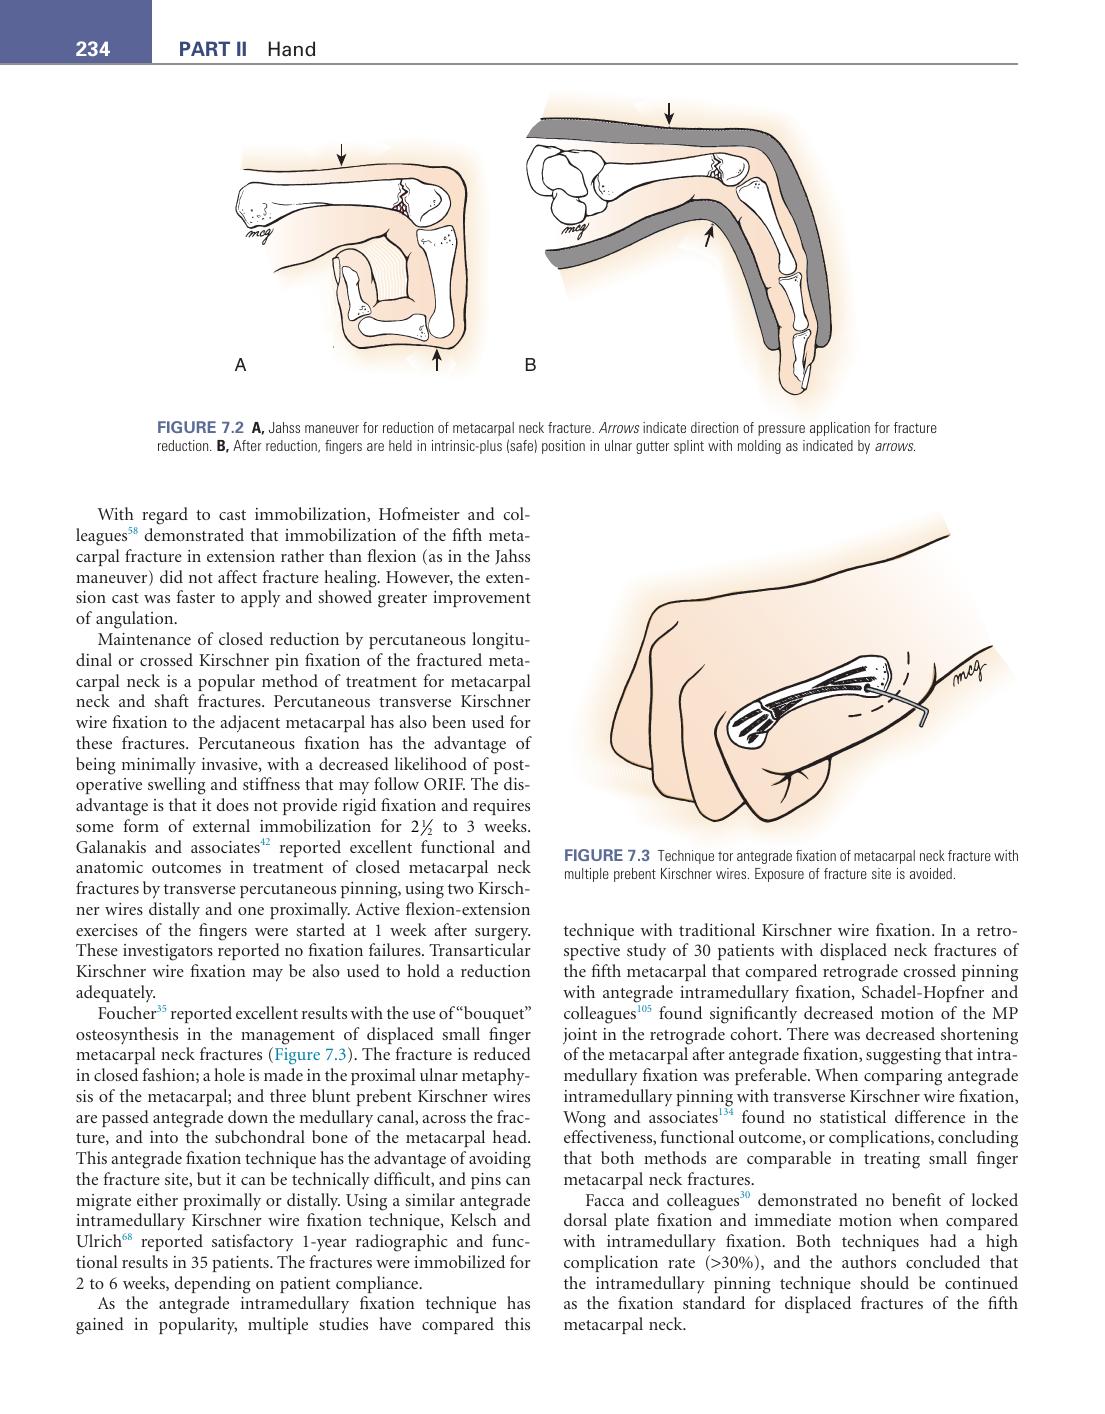 234 PART II Hand
mcg
mcg
A
B
FIGURE 7.2 A, Jahss maneuver for reduction of metacarpal neck fracture. Arrows indicate direction of pressure application for fracture
reduction. B, After reduction, fingers are held in intrinsic-plus (safe) position in ulnar gutter splint with molding as indicated by arrows.
With regard to cast immobilization, Hofmeister and col-
leagues58 demonstrated that immobilization of the fifth meta-
carpal fracture in extension rather than flexion (as in the Jahss
maneuver) did not affect fracture healing. However, the exten-
sion cast was faster to apply and showed greater improvement
of angulation.
Maintenance of closed reduction by percutaneous longitu-
dinal or crossed Kirschner pin fixation of the fractured meta-
carpal neck is a popular method of treatment for metacarpal
neck and shaft fractures. Percutaneous transverse Kirschner
wire fixation to the adjacent metacarpal has also been used for
these fractures. Percutaneous fixation has the advantage of
being minimally invasive, with a decreased likelihood of post-
operative swelling and stiffness that may follow ORIF. The dis-
advantage is that it does not provide rigid fixation and requires
some form of external immobilization for 2½ to 3 weeks.
Galanakis and associates42 reported excellent functional and
anatomic outcomes in treatment of closed metacarpal neck
fractures by transverse percutaneous pinning, using two Kirsch-
ner wires distally and one proximally. Active flexion-extension
exercises of the fingers were started at 1 week after surgery.
These investigators reported no fixation failures. Transarticular
Kirschner wire fixation may be also used to hold a reduction
adequately.
Foucher35 reported excellent results with the use of “bouquet”
osteosynthesis in the management of displaced small finger
metacarpal neck fractures (Figure 7.3). The fracture is reduced
in closed fashion; a hole is made in the proximal ulnar metaphy-
sis of the metacarpal; and three blunt prebent Kirschner wires
are passed antegrade down the medullary canal, across the frac-
ture, and into the subchondral bone of the metacarpal head.
This antegrade fixation technique has the advantage of avoiding
the fracture site, but it can be technically difficult, and pins can
migrate either proximally or distally. Using a similar antegrade
intramedullary Kirschner wire fixation technique, Kelsch and
Ulrich68 reported satisfactory 1-year radiographic and func-
tional results in 35 patients. The fractures were immobilized for
2 to 6 weeks, depending on patient compliance.
As the antegrade intramedullary fixation technique has
gained in popularity, multiple studies have compared this
mcg
FIGURE 7.3 Technique for antegrade fixation of metacarpal neck fracture with
multiple prebent Kirschner wires. Exposure of fracture site is avoided.
technique with traditional Kirschner wire fixation. In a retro-
spective study of 30 patients with displaced neck fractures of
the fifth metacarpal that compared retrograde crossed pinning
with antegrade intramedullary fixation, Schadel-Hopfner and
colleagues105 found significantly decreased motion of the MP
joint in the retrograde cohort. There was decreased shortening
of the metacarpal after antegrade fixation, suggesting that intra-
medullary fixation was preferable. When comparing antegrade
intramedullary pinning with transverse Kirschner wire fixation,
Wong and associates134 found no statistical difference in the
effectiveness, functional outcome, or complications, concluding
that both methods are comparable in treating small finger
metacarpal neck fractures.
Facca and colleagues30 demonstrated no benefit of locked
dorsal plate fixation and immediate motion when compared
with intramedullary fixation. Both techniques had a high
complication rate (>30%), and the authors concluded that
the intramedullary pinning technique should be continued
as the fixation standard for displaced fractures of the fifth
metacarpal neck.